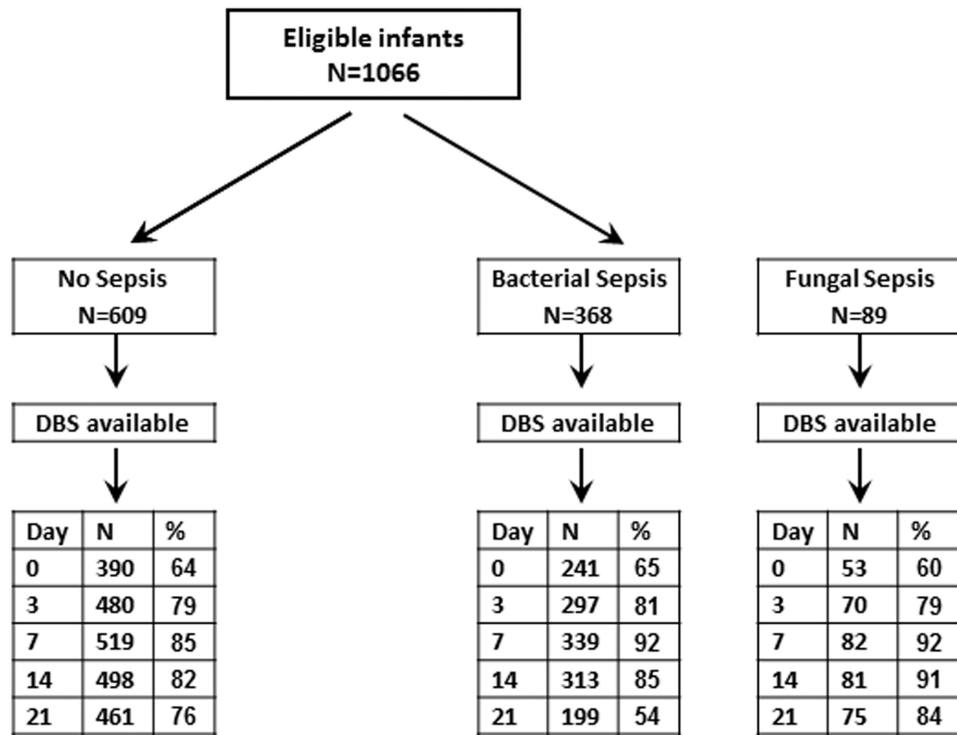 Eligible infants
N=1066
No Sepsis
N=609
Bacterial Sepsis
N=368
Fungal Sepsis
N=89
DBS available
DBS available
DBS available
Day N %
0 390 64
3 480 79
7 519 85
14 498 82
21 461 76
Day N %
0 241 65
3 297 81
7 339 92
14 313 85
21 199 54
Day N %
0 53 60
3 70 79
7 82 92
14 81 91
21 75 84